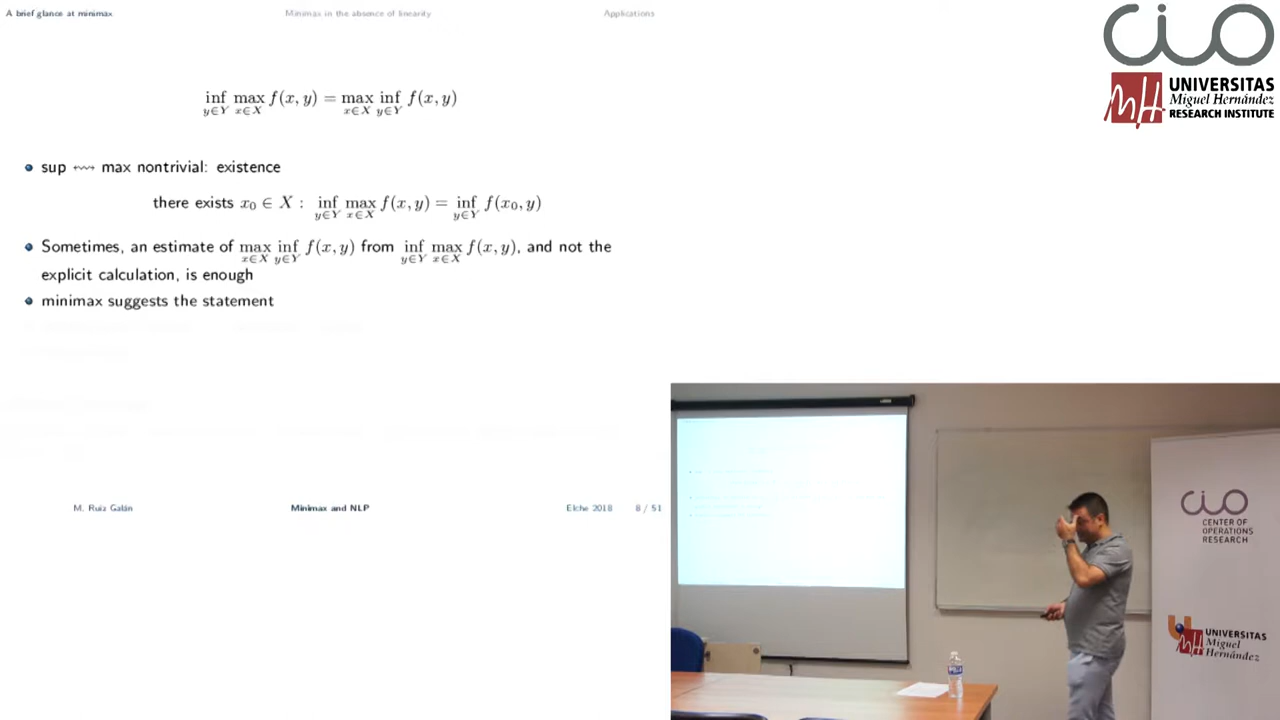 A brief glance at minimax
Minimax in the absence of linearity
Applications
inf max f(x, y) = max inf f(x, y)
y∈Y x∈X x∈X y∈Y
sup ⇝ max nontrivial: existence
there exists x₀ ∈ X : inf max f(x, y) = inf f(x₀, y)
y∈Y x∈X y∈Y
Sometimes, an estimate of max inf f(x, y) from inf max f(x, y), and not the
x∈X y∈Y y∈Y x∈X
explicit calculation, is enough
minimax suggests the statement
M. Ruiz Galán
Minimax and NLP
Elche 2018
8 / 51
cio
UNIVERSITAS
Miguel Hernández
RESEARCH INSTITUTE
cio
CENTER OF
OPERATIONS
RESEARCH
UNIVERSITAS
Miguel
Hernández